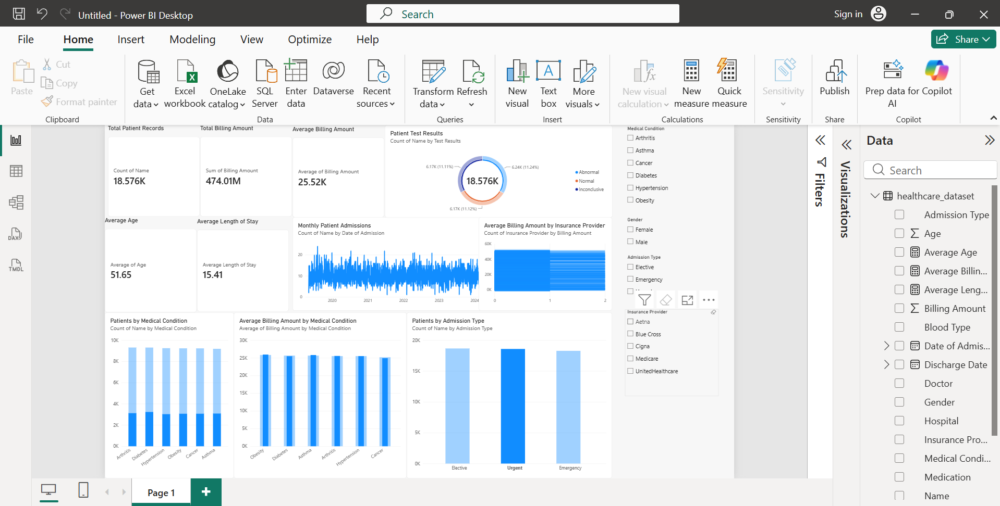 Untitled - Power BI Desktop
Search
Sign in
File
Home
Insert
Modeling
View
Optimize
Help
Share
Paste
Cut
Copy
Format painter
Clipboard
Get data
Excel workbook
OneLake catalog
SQL Server
Enter data
Dataverse
Recent sources
Data
Transform data
Refresh
Queries
New visual
Text box
More visuals
Insert
New visual calculation
New measure
Quick measure
Calculations
Sensitivity
Sensitivity
Publish
Share
Prep data for AI
Copilot
Copilot
DAX
TMDL
Total Patient Records
Count of Name
18.576K
Total Billing Amount
Sum of Billing Amount
474.01M
Average Billing Amount
Average of Billing Amount
25.52K
Patient Test Results
Count of Name by Test Results
6.17K (11.11%)
6.24K (11.24%)
18.576K
6.17K (11.12%)
Abnormal
Normal
Inconclusive
Average Age
Average of Age
51.65
Average Length of Stay
Average Length of Stay
15.41
Monthly Patient Admissions
Count of Name by Date of Admission
20
10
0
2020
2021
2022
2023
2024
Average Billing Amount by Insurance Provider
Count of Insurance Provider by Billing Amount
60K
40K
20K
0K
0
1
2
Patients by Medical Condition
Count of Name by Medical Condition
10K
8K
6K
4K
2K
0K
Arthritis
Diabetes
Hypertension
Obesity
Cancer
Asthma
Average Billing Amount by Medical Condition
Average of Billing Amount by Medical Condition
30K
25K
20K
15K
10K
5K
0K
Obesity
Diabetes
Asthma
Arthritis
Hypertension
Cancer
Patients by Admission Type
Count of Name by Admission Type
20K
15K
10K
5K
0K
Elective
Urgent
Emergency
Medical Condition
Arthritis
Asthma
Cancer
Diabetes
Hypertension
Obesity
Gender
Female
Male
Admission Type
Elective
Emergency
Insurance Provider
Aetna
Blue Cross
Cigna
Medicare
UnitedHealthcare
Filters
Visualizations
Data
Search
healthcare_dataset
Admission Type
Age
Average Age
Average Billin...
Average Leng...
Billing Amount
Blood Type
Date of Admis...
Discharge Date
Doctor
Gender
Hospital
Insurance Pro...
Medical Condi...
Medication
Name
Page 1